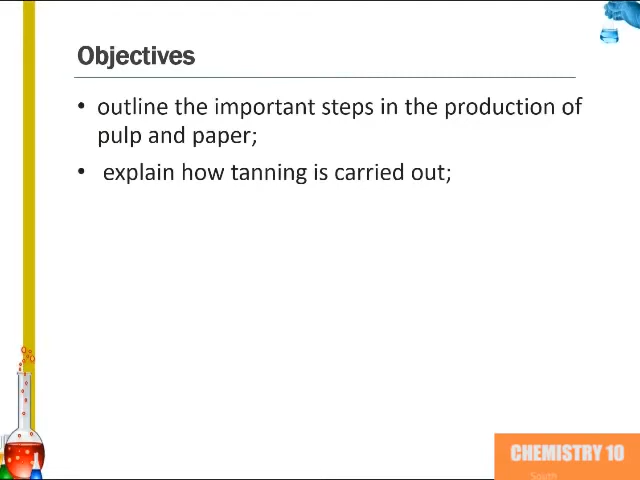 Objectives
• outline the important steps in the production of
pulp and paper;
• explain how tanning is carried out;
CHEMISTRY 10